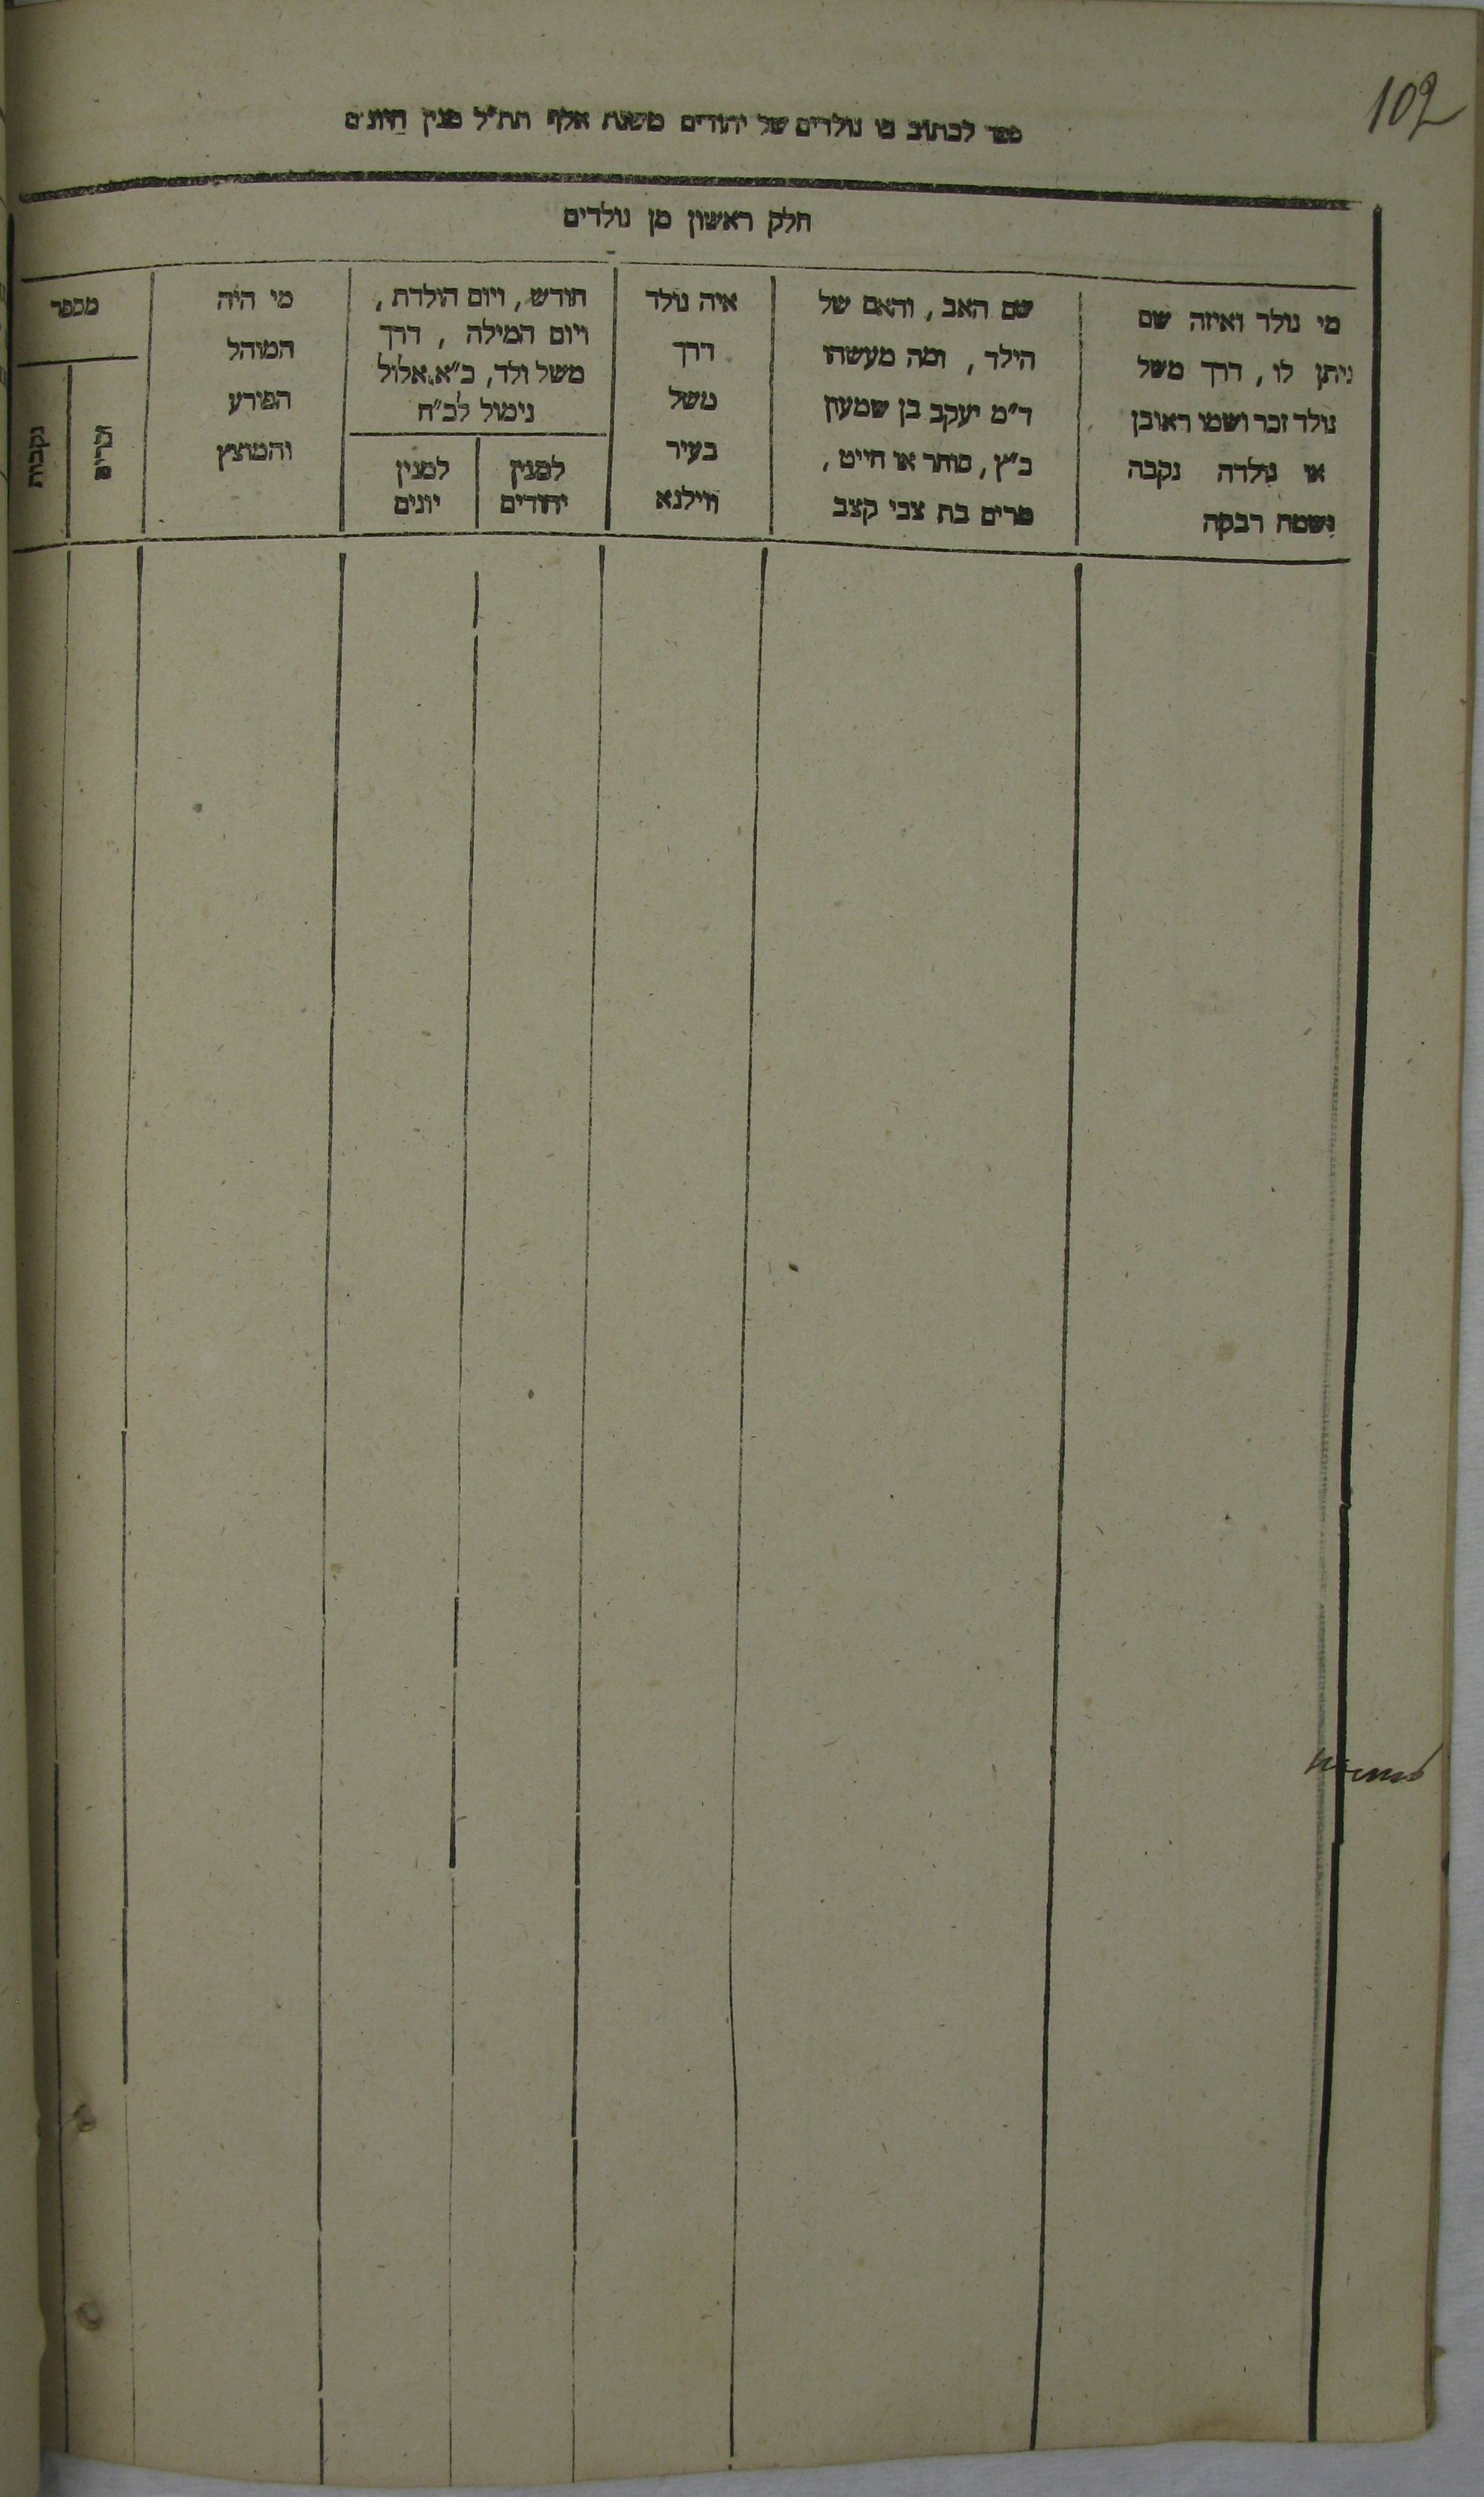 102
ספר לכתוב בו נולדים של יהודים משנת אלף תת״ל מנין היונים
חלק ראשון מן נולדים
מי נולד ואיזה שם
ניתן לו, דרך משל
נולד זכר ושמו ראובן
או נולדה נקבה
ושמה רבקה
שם האב, והאם של
הילד, ומה מעשהו
ד״מ יעקב בן שמעון
כ״ץ, סוחר או חייט,
מרים בת צבי קצב
איה נולד
דרך
משל
בעיר
ווילנא
חודש, ויום הולדת,
ויום המילה, דרך
משל ולד, כ״א אלול
נימול לכ״ח
למנין
יהודים
למנין
יונים
מי היה
המוהל
הפורע
והמוצץ
מספר
זכרים
נקבות